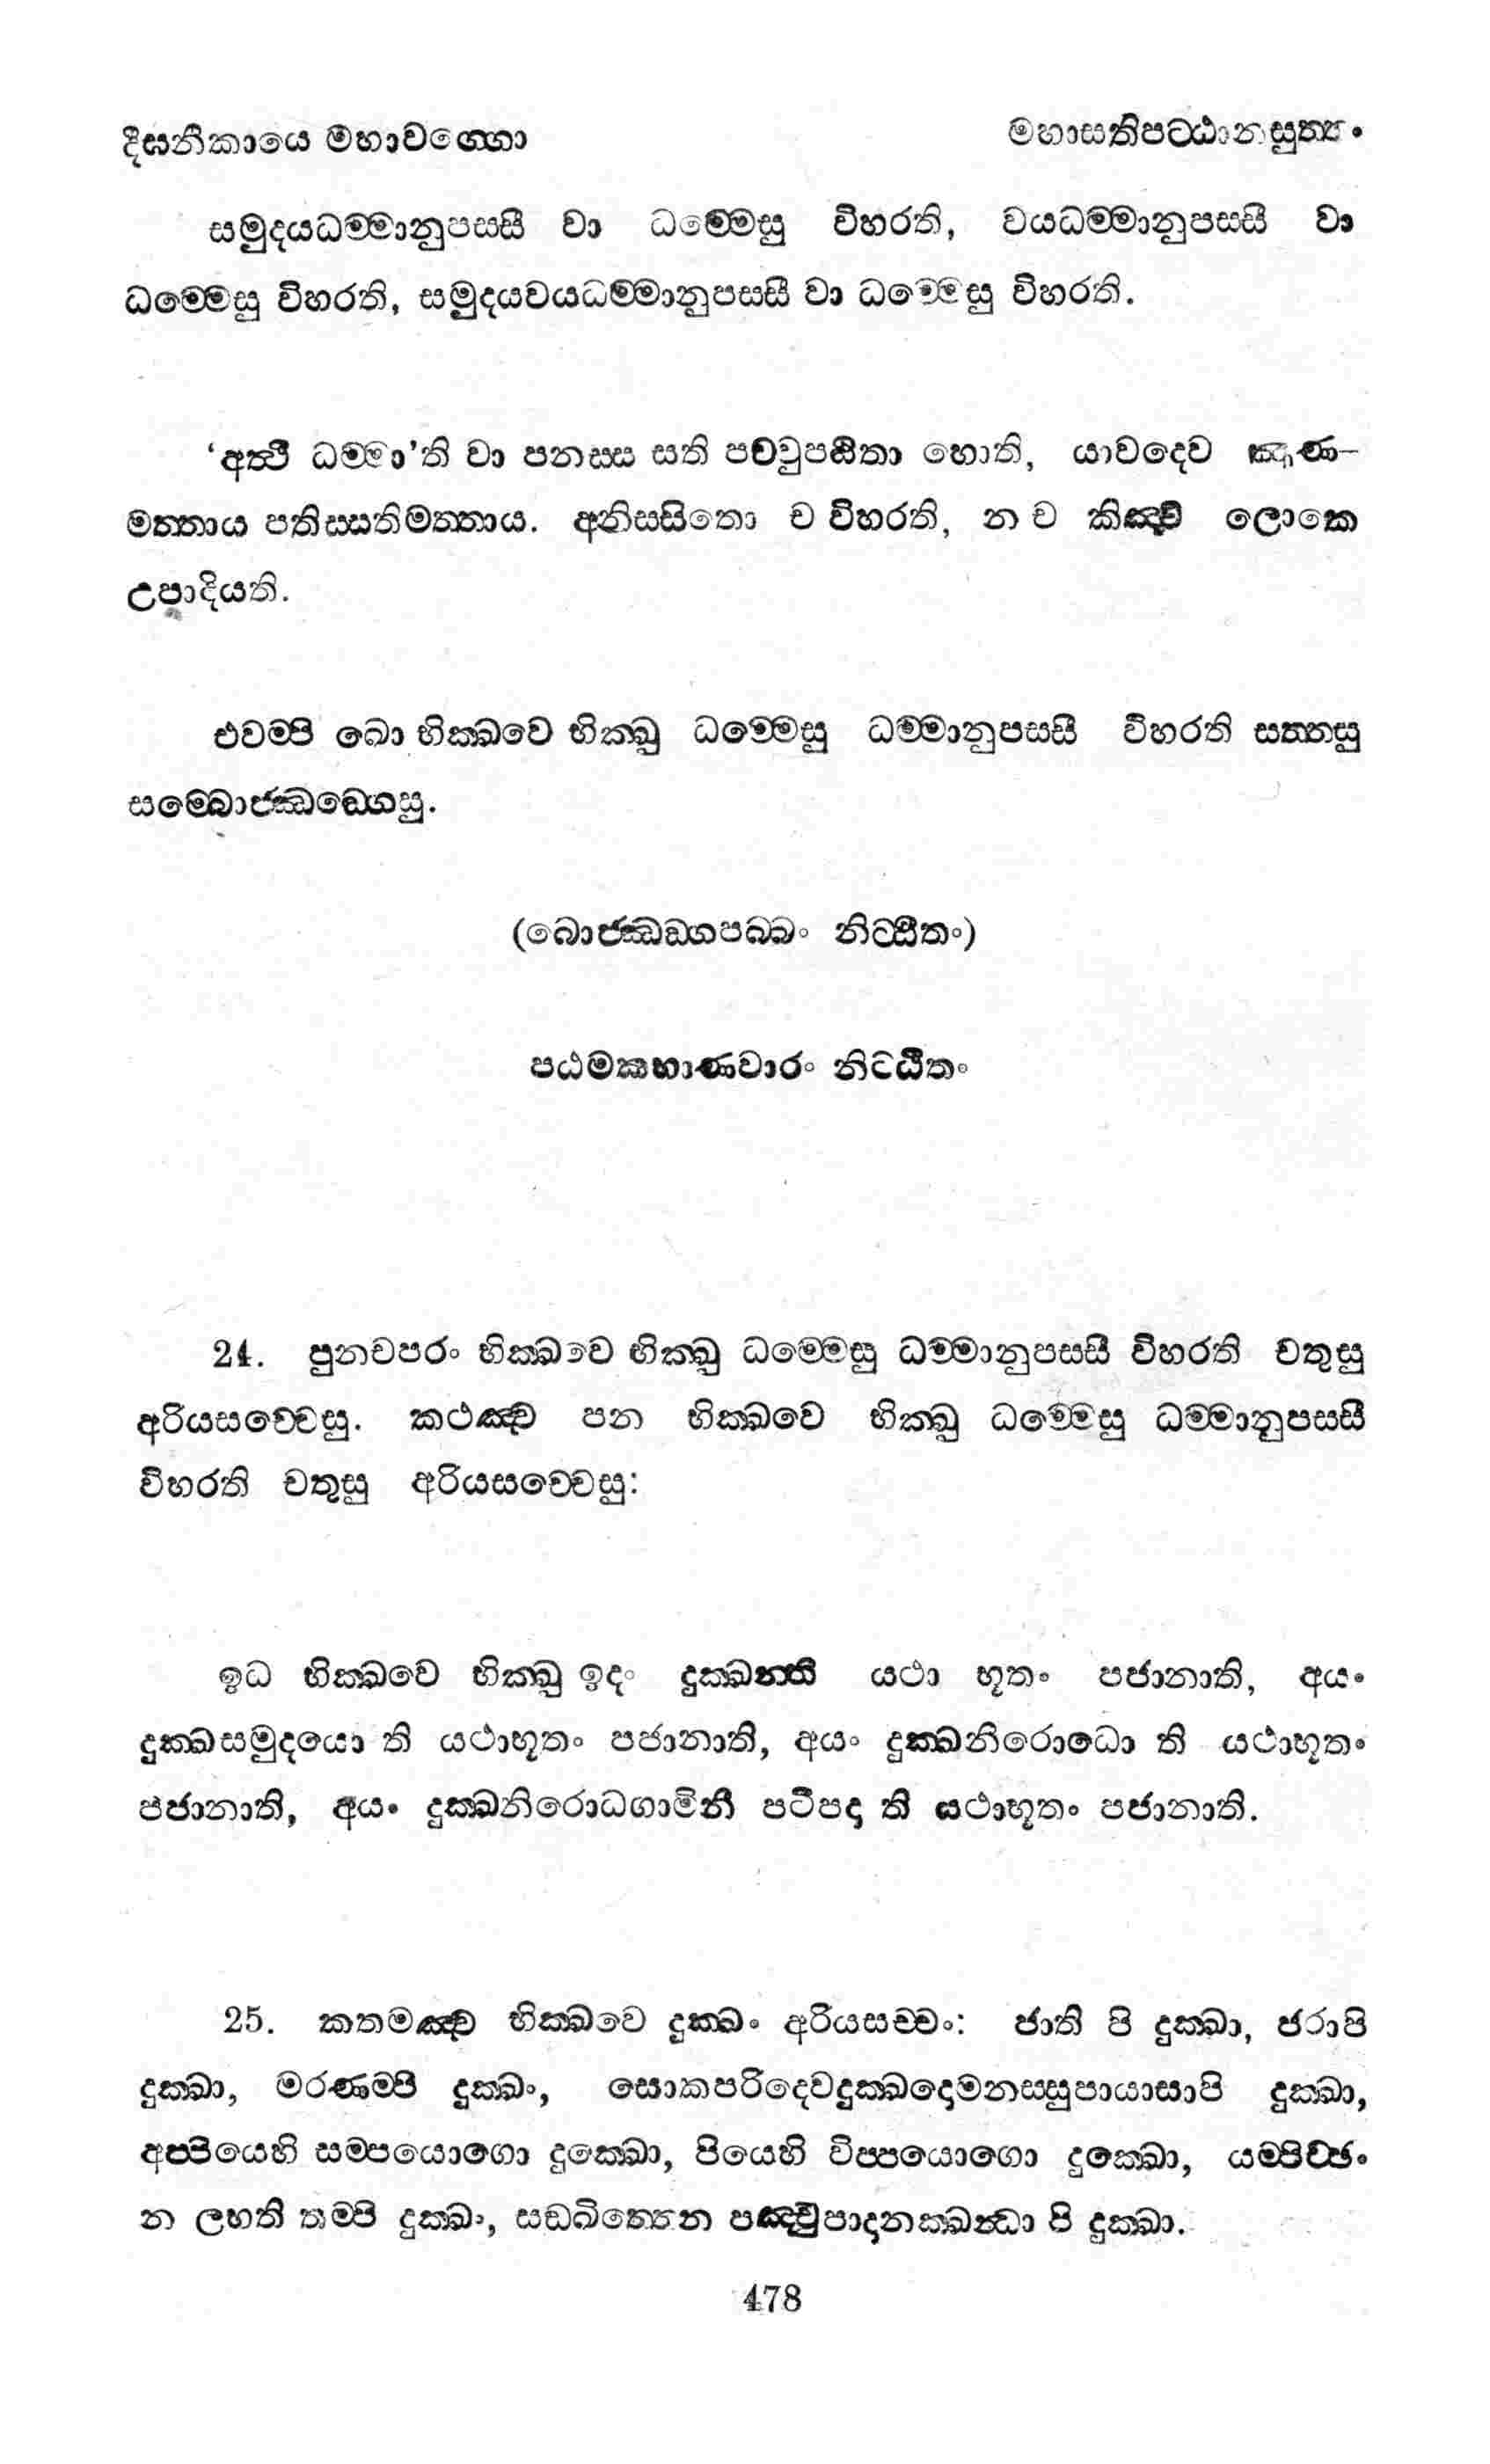 දීඝනිකායෙ මහාවග්ගො
මහාසතිපට්ඨානසුත්තං
සමුදයධම්මානුපස්සී වා ධම්මෙසු විහරති, වයධම්මානුපස්සී වා
ධම්මෙසු විහරති, සමුදයවයධම්මානුපස්සී වා ධම්මෙසු විහරති.
‘අත්ථි ධම්මා’ති වා පනස්ස සති පච්චුපට්ඨිතා හොති, යාවදෙව ඤාණ-
මත්තාය පතිස්සතිමත්තාය. අනිස්සිතො ච විහරති, න ච කිඤ්චි ලොකෙ
උපාදියති.
එවම්පි ඛො භික්ඛවෙ භික්ඛු ධම්මෙසු ධම්මානුපස්සී විහරති සත්තසු
සම්බොජ්ඣඞ්ගෙසු.
(බොජ්ඣඞ්ගපබ්බං නිට්ඨිතං)
පඨමකභාණවාරං නිට්ඨිතං
24. පුනචපරං භික්ඛවෙ භික්ඛු ධම්මෙසු ධම්මානුපස්සී විහරති චතුසු
අරියසච්චෙසු. කථඤ්ච පන භික්ඛවෙ භික්ඛු ධම්මෙසු ධම්මානුපස්සී
විහරති චතුසු අරියසච්චෙසු:
ඉධ භික්ඛවෙ භික්ඛු ඉදං දුක්ඛන්ති යථා භූතං පජානාති, අයං
දුක්ඛසමුදයො ති යථාභූතං පජානාති, අයං දුක්ඛනිරොධො ති යථාභූතං
පජානාති, අයං දුක්ඛනිරොධගාමිනී පටිපදා ති යථාභූතං පජානාති.
25. කතමඤ්ච භික්ඛවෙ දුක්ඛං අරියසච්චං: ජාති පි දුක්ඛා, ජරාපි
දුක්ඛා, මරණම්පි දුක්ඛං, සොකපරිදෙවදුක්ඛදොමනස්සුපායාසාපි දුක්ඛා,
අප්පියෙහි සම්පයොගො දුක්ඛො, පියෙහි විප්පයොගො දුක්ඛො, යම්පිච්ඡං
න ලභති තම්පි දුක්ඛං, සඞ්ඛිත්තෙන පඤ්චුපාදානක්ඛන්ධා පි දුක්ඛා.
478